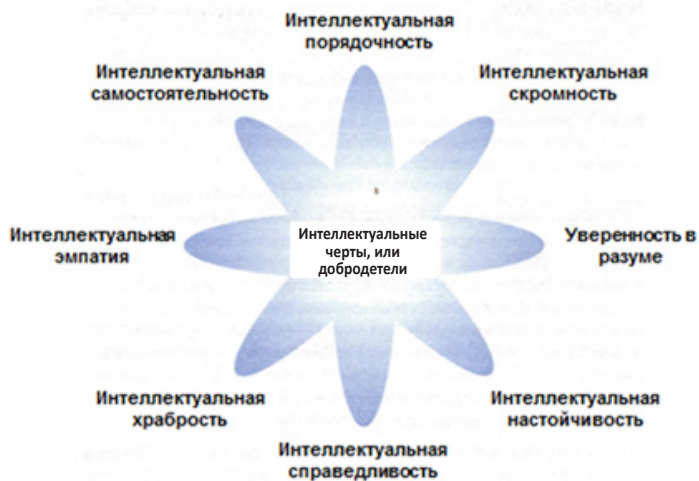 Интеллектуальная
порядочность
Интеллектуальная
самостоятельность
Интеллектуальная
скромность
Интеллектуальная
эмпатия
Интеллектуальные
черты, или
добродетели
Уверенность в
разуме
Интеллектуальная
храбрость
Интеллектуальная
настойчивость
Интеллектуальная
справедливость